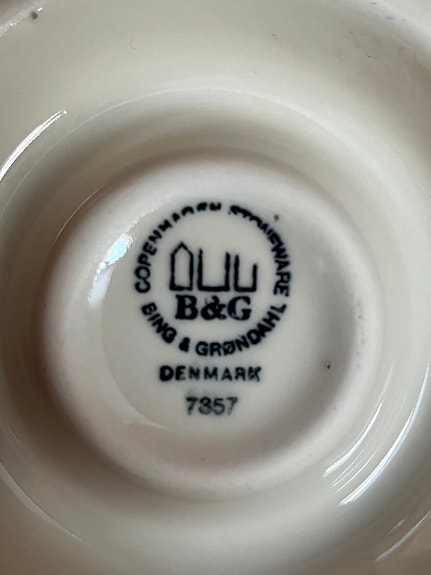 COPENHAGEN STONEWARE
B&G
BING & GRØNDAHL
DENMARK
7357